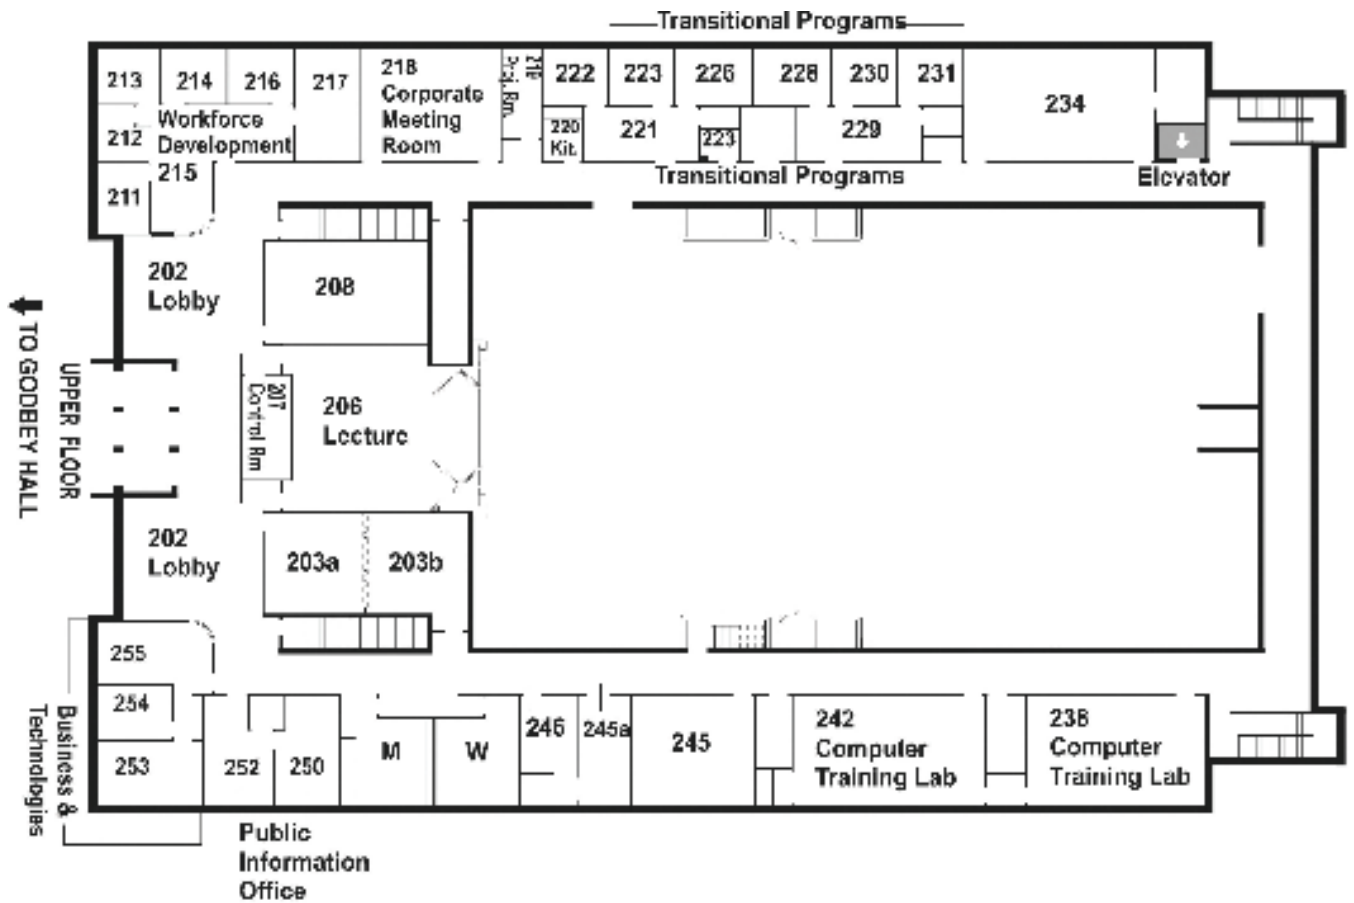 Transitional Programs
213
214
216
217
218
Corporate
Meeting
Room
219
Proj. Rm.
222
223
226
228
230
231
234
212
Workforce
Development
220
Kit.
221
223
229
215
211
Transitional Programs
Elevator
202
Lobby
208
TO GODBEY HALL
UPPER FLOOR
207
Control Rm
206
Lecture
202
Lobby
203a
203b
255
254
253
Business &
Technologies
252
250
M
W
246
245a
245
242
Computer
Training Lab
238
Computer
Training Lab
Public
Information
Office